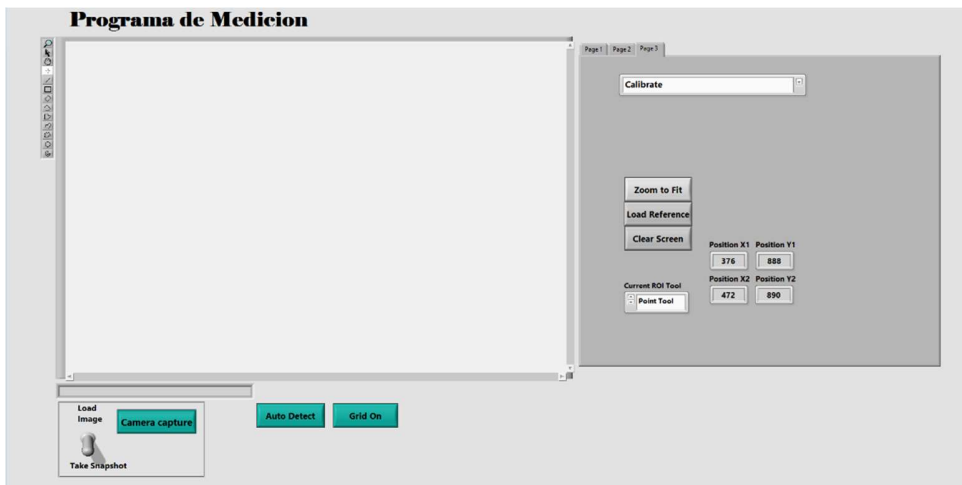 Programa de Medicion
Page 1 Page 2 Page 3
Calibrate
Zoom to Fit
Load Reference
Clear Screen
Position X1 Position Y1
376 888
Position X2 Position Y2
472 890
Current ROI Tool
Point Tool
Load
Image
Camera capture
Take Snapshot
Auto Detect
Grid On